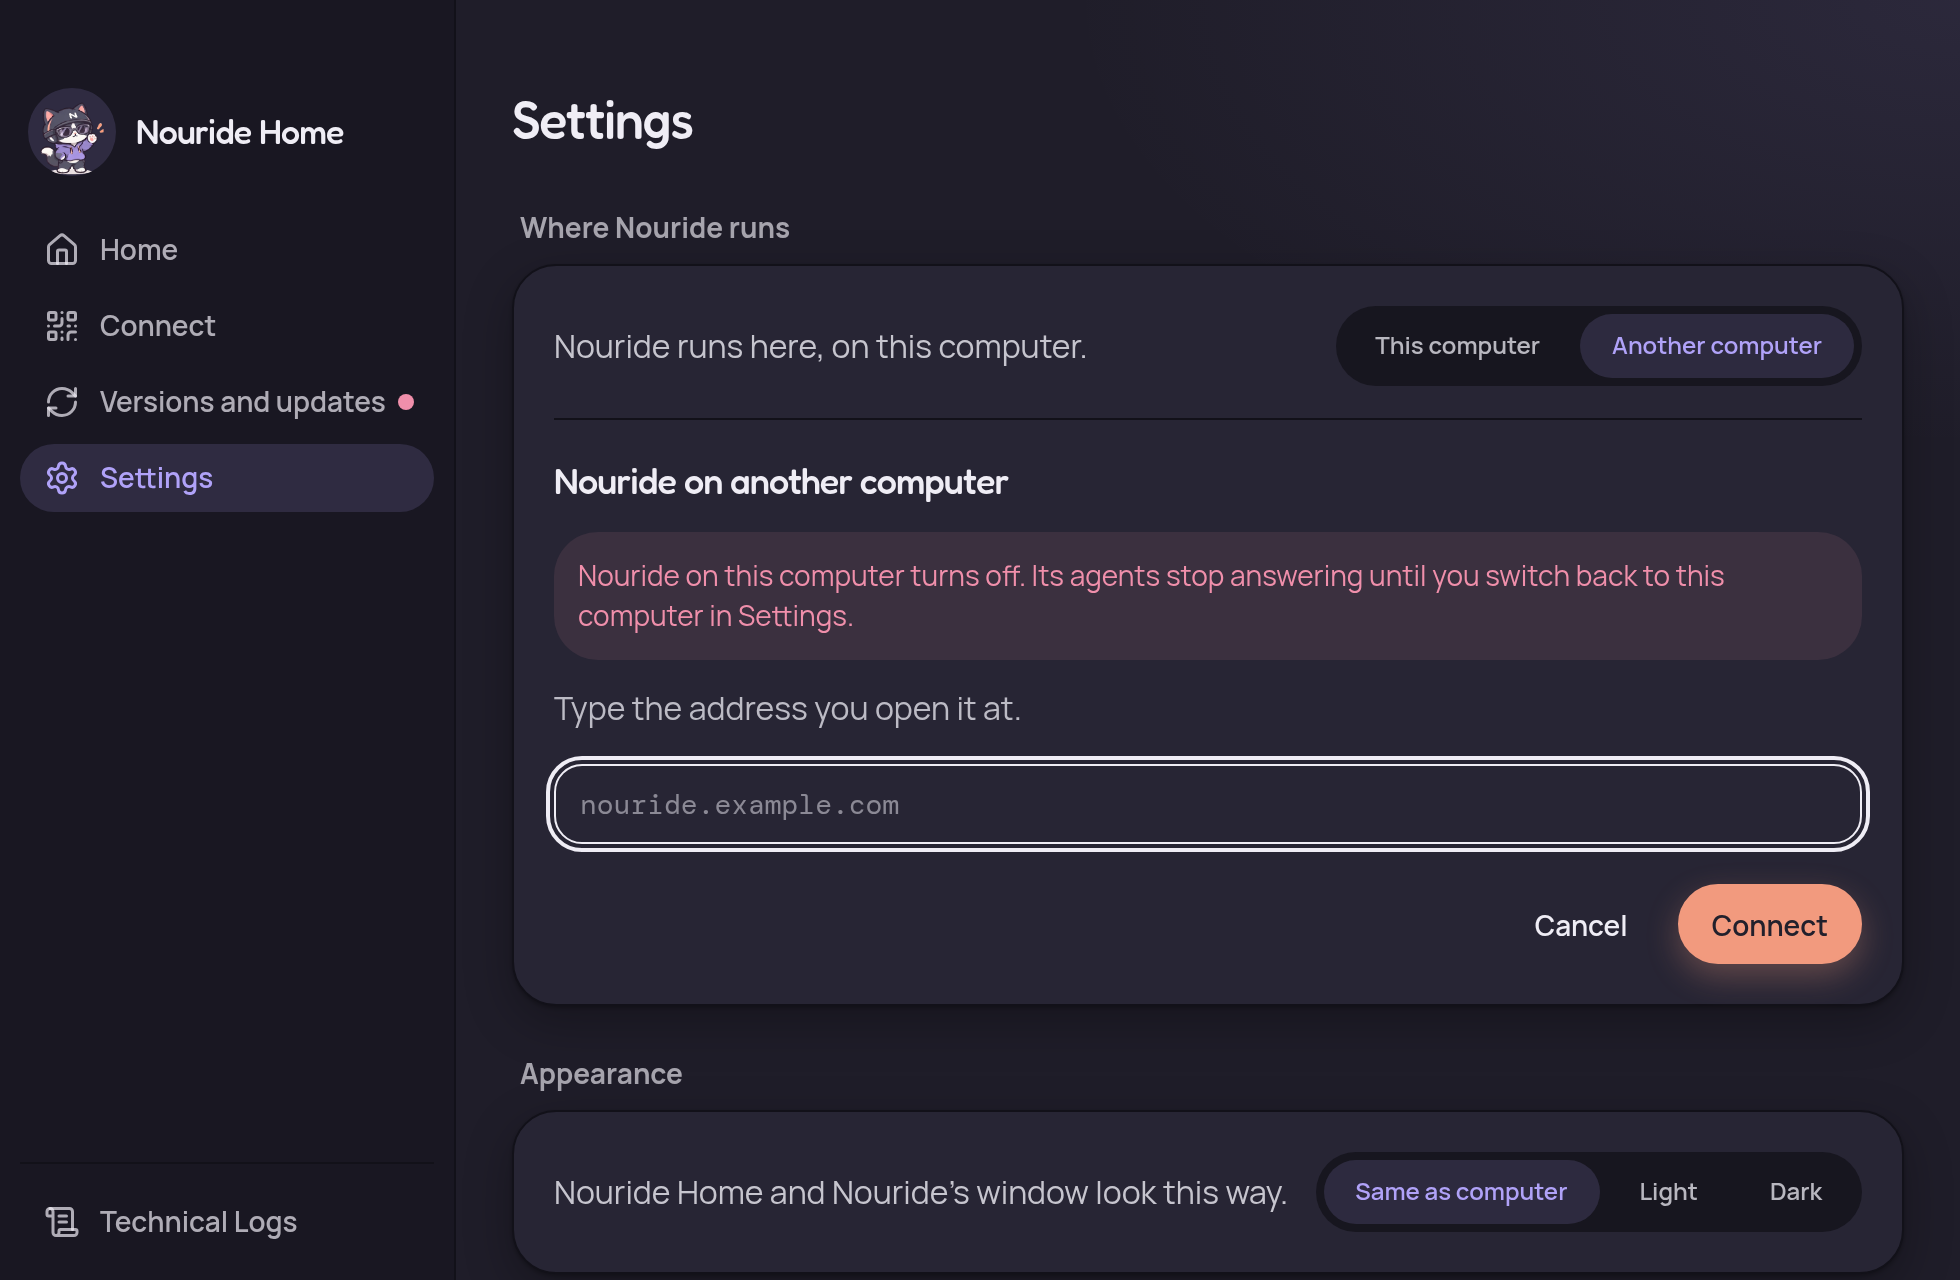 Nouride Home
Home
Connect
Versions and updates
Settings
Technical Logs
Settings
Where Nouride runs
Nouride runs here, on this computer.
This computer
Another computer
Nouride on another computer
Nouride on this computer turns off. Its agents stop answering until you switch back to this
computer in Settings.
Type the address you open it at.
nouride.example.com
Cancel
Connect
Appearance
Nouride Home and Nouride’s window look this way.
Same as computer
Light
Dark